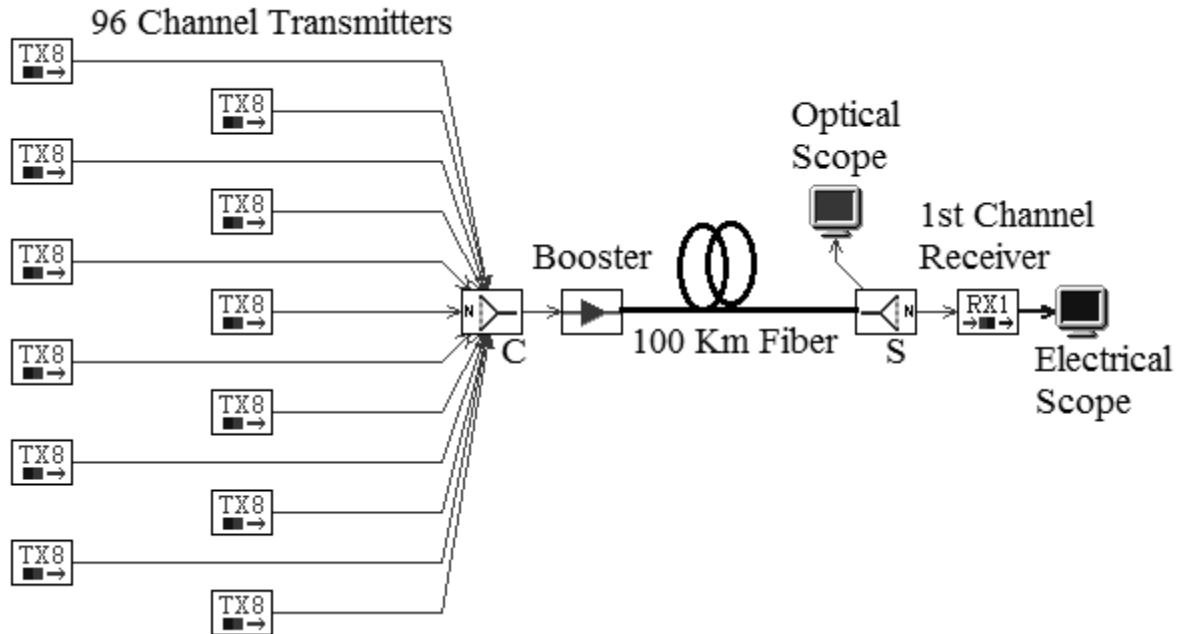 96 Channel Transmitters
TX8
TX8
TX8
TX8
TX8
TX8
TX8
TX8
TX8
TX8
TX8
TX8
N
C
Booster
100 Km Fiber
Optical
Scope
N
S
1st Channel
Receiver
RX1
Electrical
Scope